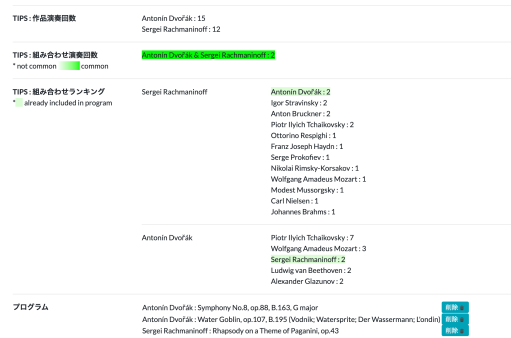 TIPS : 作品演奏回数
Antonín Dvořák : 15
Sergei Rachmaninoff : 12
TIPS : 組み合わせ演奏回数
* not common common
Antonín Dvořák & Sergei Rachmaninoff : 2
TIPS : 組み合わせランキング
* already included in program
Sergei Rachmaninoff
Antonín Dvořák : 2
Igor Stravinsky : 2
Anton Bruckner : 2
Piotr Ilyich Tchaikovsky : 2
Ottorino Respighi : 1
Franz Joseph Haydn : 1
Serge Prokofiev : 1
Nikolai Rimsky-Korsakov : 1
Wolfgang Amadeus Mozart : 1
Modest Mussorgsky : 1
Carl Nielsen : 1
Johannes Brahms : 1
Antonín Dvořák
Piotr Ilyich Tchaikovsky : 7
Wolfgang Amadeus Mozart : 3
Sergei Rachmaninoff : 2
Ludwig van Beethoven : 2
Alexander Glazunov : 2
プログラム
Antonín Dvořák : Symphony No.8, op.88, B.163, G major 削除
Antonín Dvořák : Water Goblin, op.107, B.195 (Vodník; Watersprite; Der Wassermann; L'ondin) 削除
Sergei Rachmaninoff : Rhapsody on a Theme of Paganini, op.43 削除